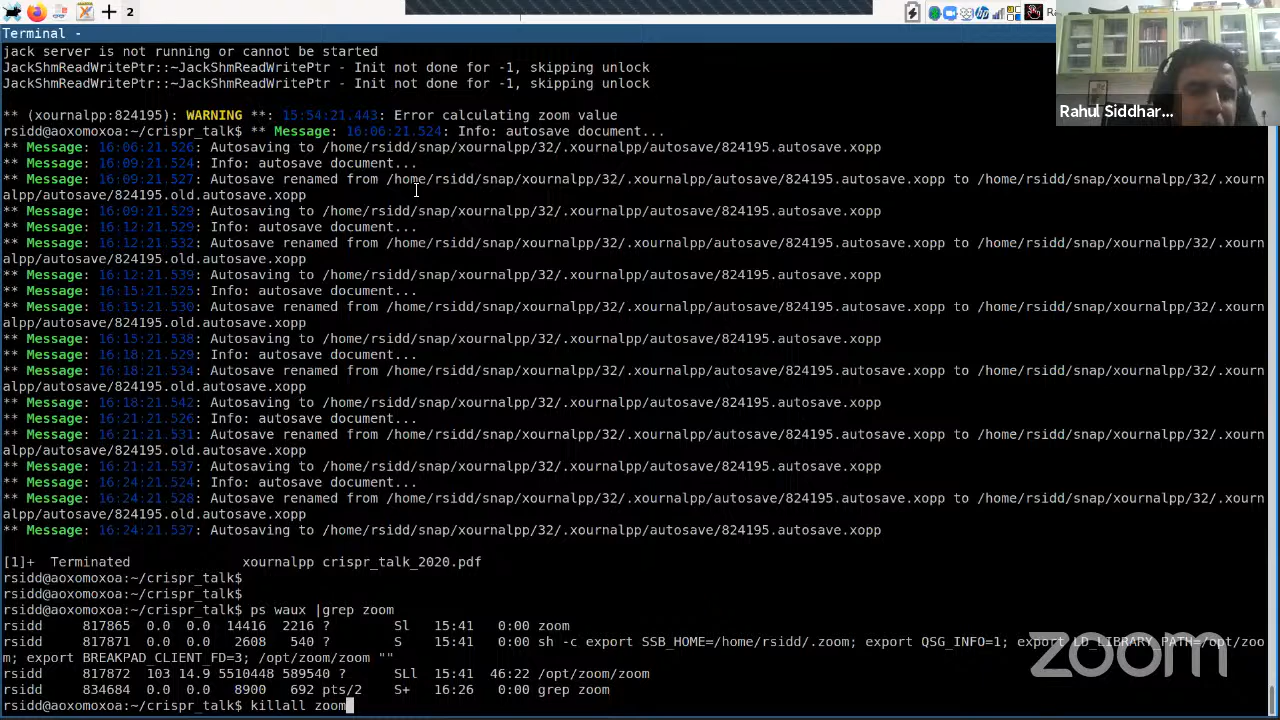 2
Ra
Terminal -
jack server is not running or cannot be started
JackShmReadWritePtr::~JackShmReadWritePtr - Init not done for -1, skipping unlock
JackShmReadWritePtr::~JackShmReadWritePtr - Init not done for -1, skipping unlock
** (xournalpp:824195): WARNING **: 15:54:21.443: Error calculating zoom value
rsidd@aoxomoxoa:~/crispr_talk$ ** Message: 16:06:21.524: Info: autosave document...
** Message: 16:06:21.526: Autosaving to /home/rsidd/snap/xournalpp/32/.xournalpp/autosave/824195.autosave.xopp
** Message: 16:09:21.524: Info: autosave document...
** Message: 16:09:21.527: Autosave renamed from /home/rsidd/snap/xournalpp/32/.xournalpp/autosave/824195.autosave.xopp to /home/rsidd/snap/xournalpp/32/.xourn
alpp/autosave/824195.old.autosave.xopp
** Message: 16:09:21.529: Autosaving to /home/rsidd/snap/xournalpp/32/.xournalpp/autosave/824195.autosave.xopp
** Message: 16:12:21.529: Info: autosave document...
** Message: 16:12:21.532: Autosave renamed from /home/rsidd/snap/xournalpp/32/.xournalpp/autosave/824195.autosave.xopp to /home/rsidd/snap/xournalpp/32/.xourn
alpp/autosave/824195.old.autosave.xopp
** Message: 16:12:21.539: Autosaving to /home/rsidd/snap/xournalpp/32/.xournalpp/autosave/824195.autosave.xopp
** Message: 16:15:21.525: Info: autosave document...
** Message: 16:15:21.530: Autosave renamed from /home/rsidd/snap/xournalpp/32/.xournalpp/autosave/824195.autosave.xopp to /home/rsidd/snap/xournalpp/32/.xourn
alpp/autosave/824195.old.autosave.xopp
** Message: 16:15:21.538: Autosaving to /home/rsidd/snap/xournalpp/32/.xournalpp/autosave/824195.autosave.xopp
** Message: 16:18:21.529: Info: autosave document...
** Message: 16:18:21.534: Autosave renamed from /home/rsidd/snap/xournalpp/32/.xournalpp/autosave/824195.autosave.xopp to /home/rsidd/snap/xournalpp/32/.xourn
alpp/autosave/824195.old.autosave.xopp
** Message: 16:18:21.542: Autosaving to /home/rsidd/snap/xournalpp/32/.xournalpp/autosave/824195.autosave.xopp
** Message: 16:21:21.526: Info: autosave document...
** Message: 16:21:21.531: Autosave renamed from /home/rsidd/snap/xournalpp/32/.xournalpp/autosave/824195.autosave.xopp to /home/rsidd/snap/xournalpp/32/.xourn
alpp/autosave/824195.old.autosave.xopp
** Message: 16:21:21.537: Autosaving to /home/rsidd/snap/xournalpp/32/.xournalpp/autosave/824195.autosave.xopp
** Message: 16:24:21.524: Info: autosave document...
** Message: 16:24:21.528: Autosave renamed from /home/rsidd/snap/xournalpp/32/.xournalpp/autosave/824195.autosave.xopp to /home/rsidd/snap/xournalpp/32/.xourn
alpp/autosave/824195.old.autosave.xopp
** Message: 16:24:21.537: Autosaving to /home/rsidd/snap/xournalpp/32/.xournalpp/autosave/824195.autosave.xopp
[1]+  Terminated              xournalpp crispr_talk_2020.pdf
rsidd@aoxomoxoa:~/crispr_talk$
rsidd@aoxomoxoa:~/crispr_talk$
rsidd@aoxomoxoa:~/crispr_talk$ ps waux |grep zoom
rsidd     817865  0.0  0.0  14416  2216 ?        Sl   15:41   0:00 zoom
rsidd     817871  0.0  0.0   2608   540 ?        S    15:41   0:00 sh -c export SSB_HOME=/home/rsidd/.zoom; export QSG_INFO=1; export LD_LIBRARY_PATH=/opt/zoo
m; export BREAKPAD_CLIENT_FD=3; /opt/zoom/zoom ""
rsidd     817872  103 14.9 5510448 589540 ?      SLl  15:41  46:22 /opt/zoom/zoom
rsidd     834684  0.0  0.0   8900   692 pts/2    S+   16:26   0:00 grep zoom
rsidd@aoxomoxoa:~/crispr_talk$ killall zoom
Rahul Siddhar...
zoom